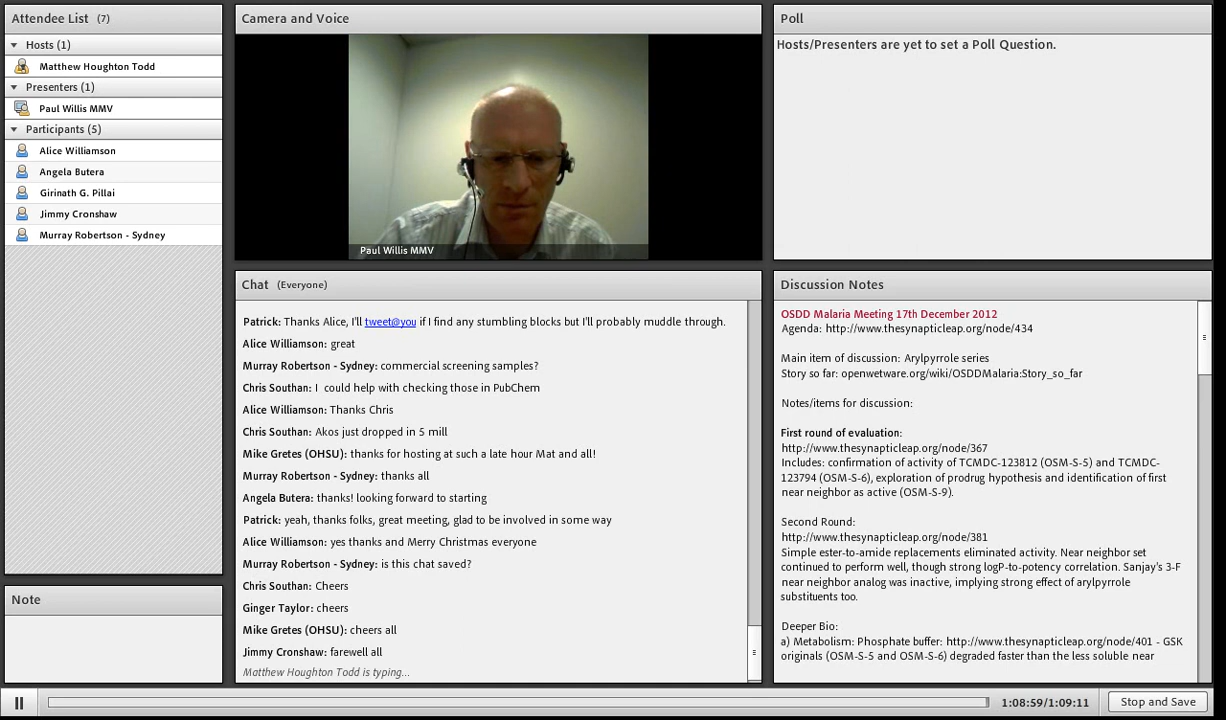 Attendee List (7)
Hosts (1)
Matthew Houghton Todd
Presenters (1)
Paul Willis MMV
Participants (5)
Alice Williamson
Angela Butera
Girinath G. Pillai
Jimmy Cronshaw
Murray Robertson - Sydney
Note
Camera and Voice
Paul Willis MMV
Chat (Everyone)
Patrick: Thanks Alice, I'll tweet@you if I find any stumbling blocks but I'll probably muddle through.
Alice Williamson: great
Murray Robertson - Sydney: commercial screening samples?
Chris Southan: I could help with checking those in PubChem
Alice Williamson: Thanks Chris
Chris Southan: Akos just dropped in 5 mill
Mike Gretes (OHSU): thanks for hosting at such a late hour Mat and all!
Murray Robertson - Sydney: thanks all
Angela Butera: thanks! looking forward to starting
Patrick: yeah, thanks folks, great meeting, glad to be involved in some way
Alice Williamson: yes thanks and Merry Christmas everyone
Murray Robertson - Sydney: is this chat saved?
Chris Southan: Cheers
Ginger Taylor: cheers
Mike Gretes (OHSU): cheers all
Jimmy Cronshaw: farewell all
Matthew Houghton Todd is typing...
Poll
Hosts/Presenters are yet to set a Poll Question.
Discussion Notes
OSDD Malaria Meeting 17th December 2012
Agenda: http://www.thesynapticleap.org/node/434
Main item of discussion: Arylpyrrole series
Story so far: openwetware.org/wiki/OSDDMalaria:Story_so_far
Notes/items for discussion:
First round of evaluation:
http://www.thesynapticleap.org/node/367
Includes: confirmation of activity of TCMDC-123812 (OSM-S-5) and TCMDC-
123794 (OSM-S-6), exploration of prodrug hypothesis and identification of first
near neighbor as active (OSM-S-9).
Second Round:
http://www.thesynapticleap.org/node/381
Simple ester-to-amide replacements eliminated activity. Near neighbor set
continued to perform well, though strong logP-to-potency correlation. Sanjay's 3-F
near neighbor analog was inactive, implying strong effect of arylpyrrole
substituents too.
Deeper Bio:
a) Metabolism: Phosphate buffer: http://www.thesynapticleap.org/node/401 - GSK
originals (OSM-S-5 and OSM-S-6) degraded faster than the less soluble near
1:08:59/1:09:11
Stop and Save